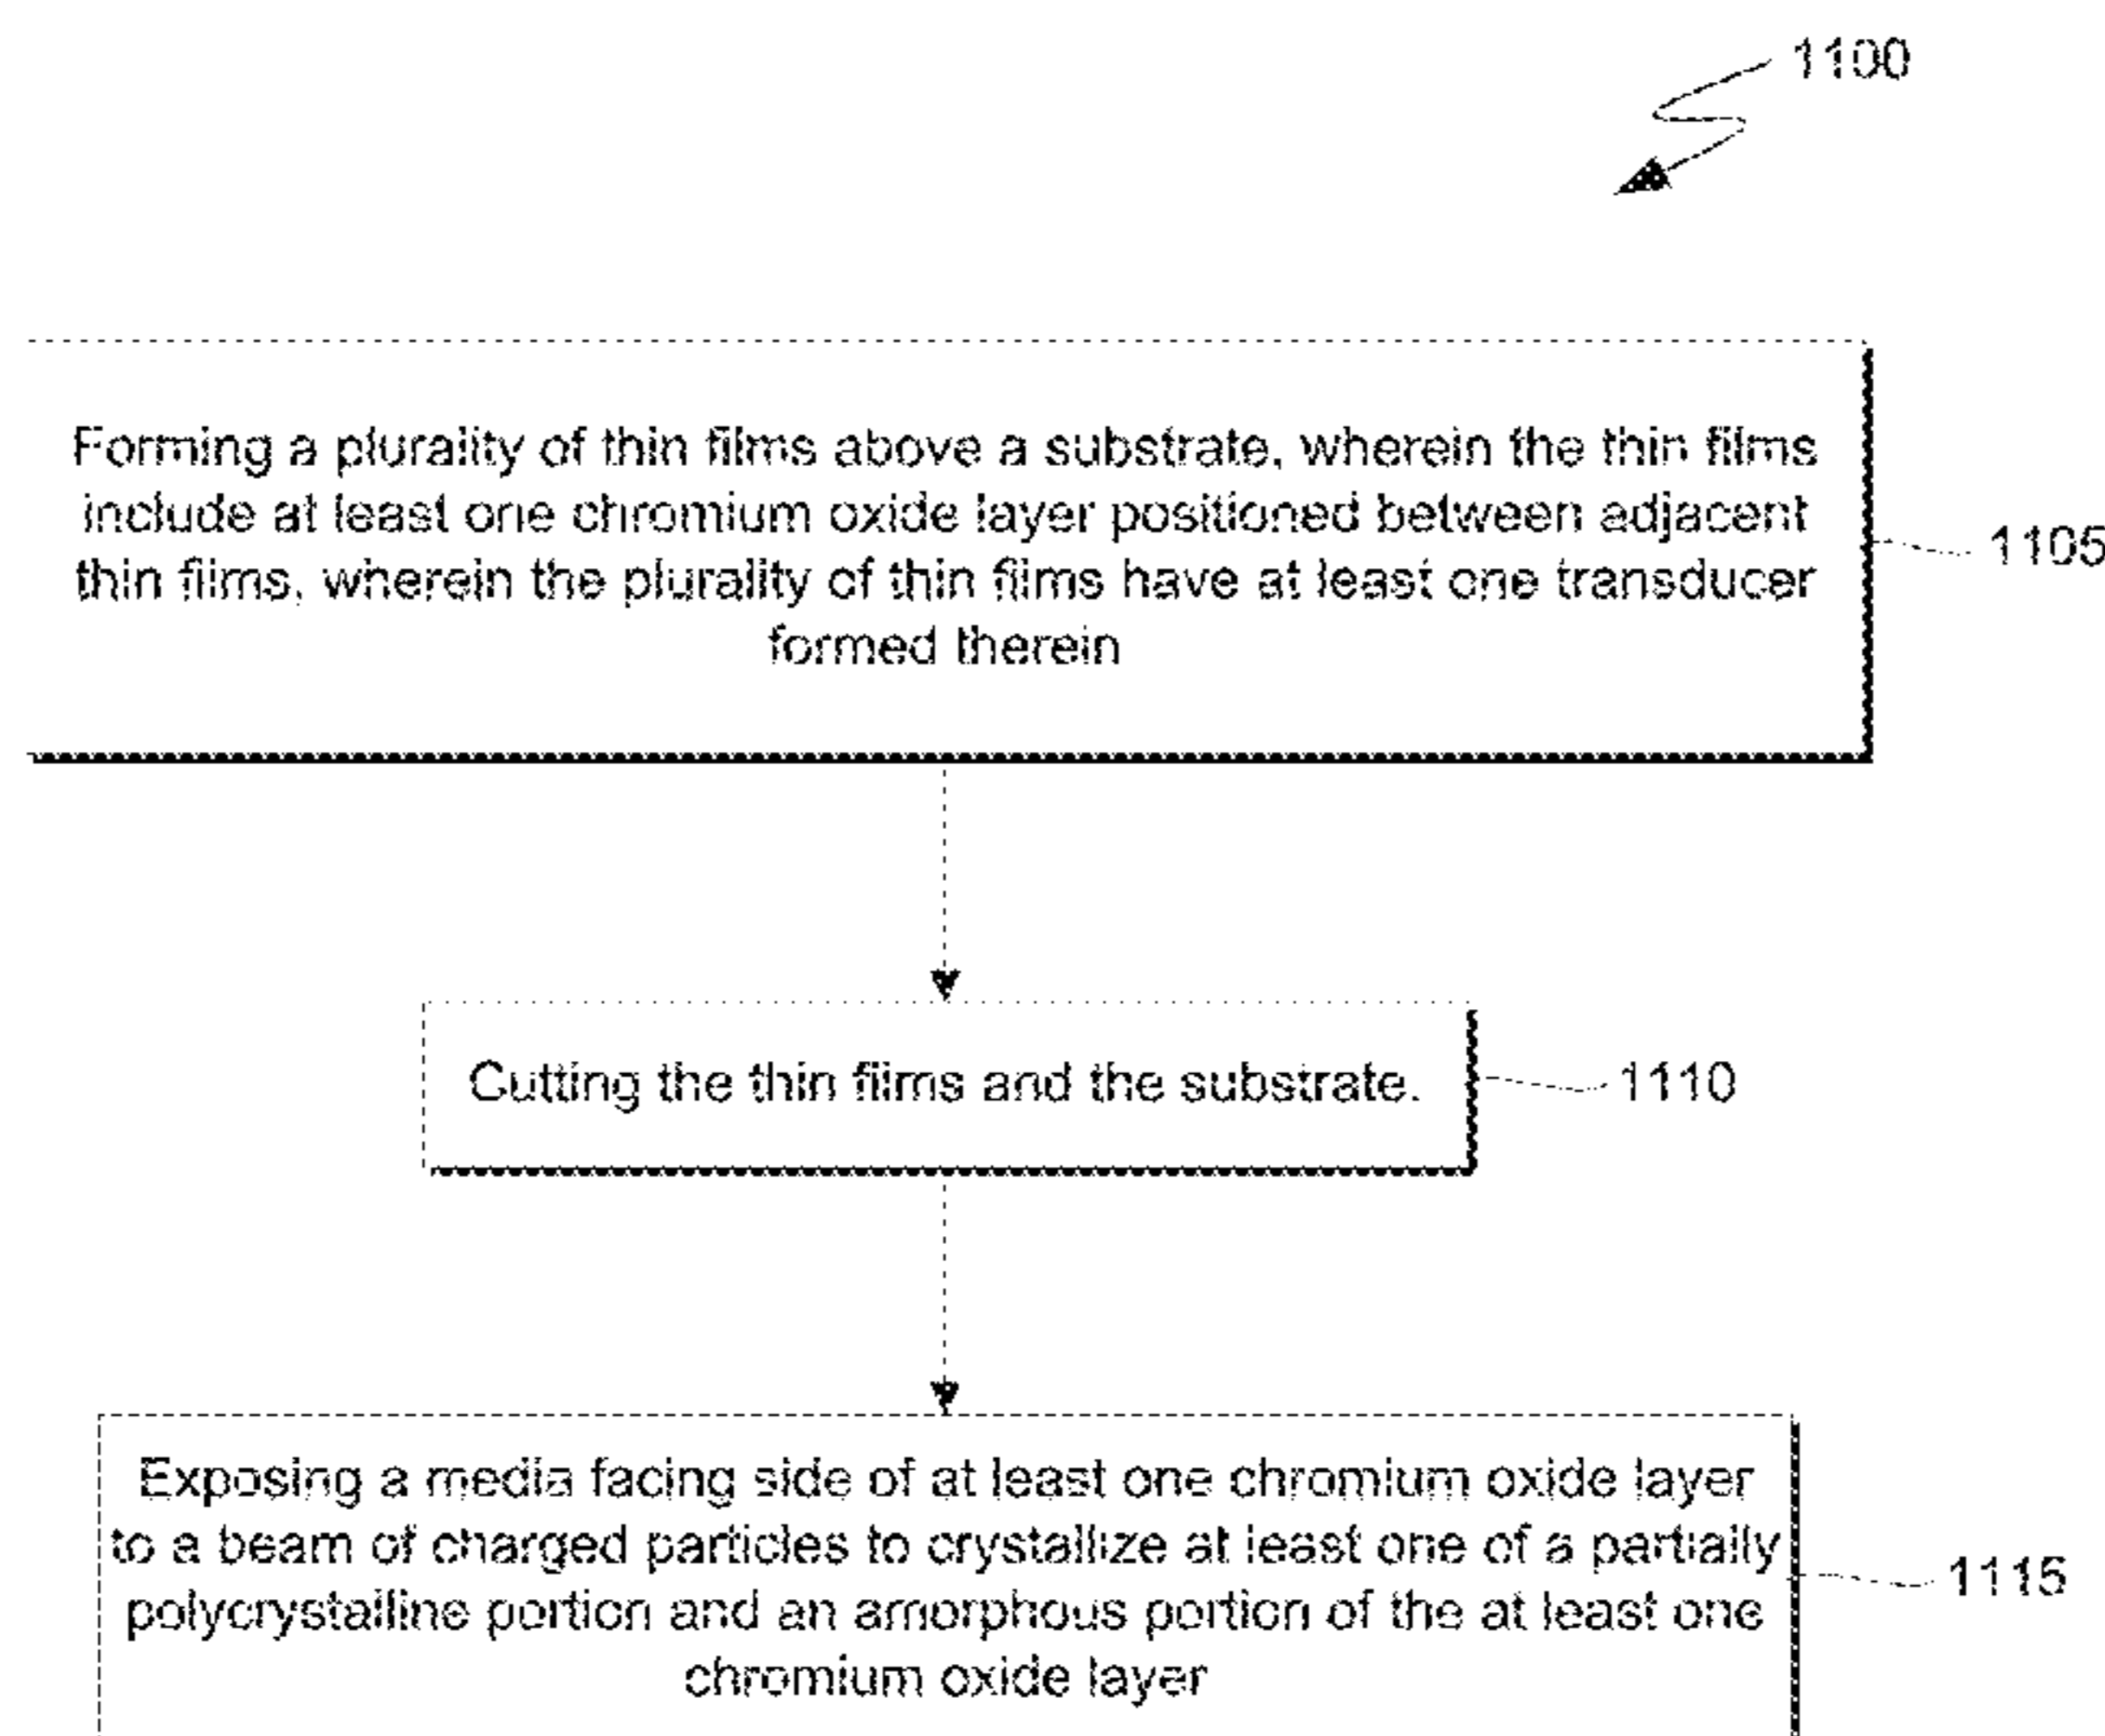 1100
Forming a plurality of thin films above a substrate, wherein the thin films
include at least one chromium oxide layer positioned between adjacent
thin films, wherein the plurality of thin films have at least one transducer
formed therein
1105
Cutting the thin films and the substrate.
1110
Exposing a media facing side of at least one chromium oxide layer
to a beam of charged particles to crystallize at least one of a partially
polycrystalline portion and an amorphous portion of the at least one
chromium oxide layer
1115